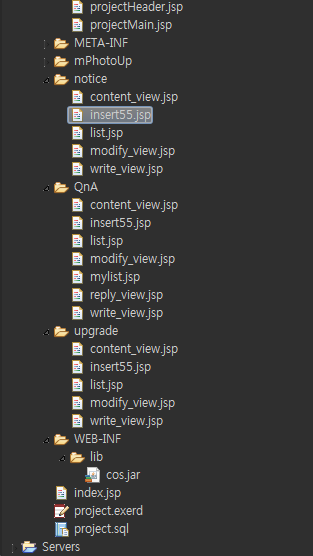 projectHeader.jsp
projectMain.jsp
META-INF
mPhotoUp
notice
content_view.jsp
insert55.jsp
list.jsp
modify_view.jsp
write_view.jsp
QnA
content_view.jsp
insert55.jsp
list.jsp
modify_view.jsp
mylist.jsp
reply_view.jsp
write_view.jsp
upgrade
content_view.jsp
insert55.jsp
list.jsp
modify_view.jsp
write_view.jsp
WEB-INF
lib
cos.jar
index.jsp
project.exerd
project.sql
Servers